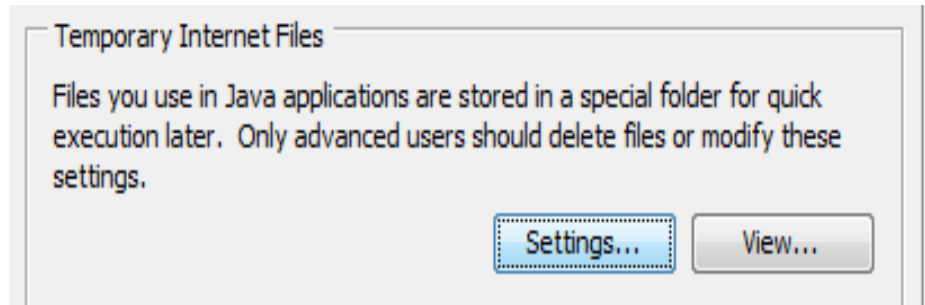 Temporary Internet Files
Files you use in Java applications are stored in a special folder for quick
execution later.  Only advanced users should delete files or modify these
settings.
Settings...
View...